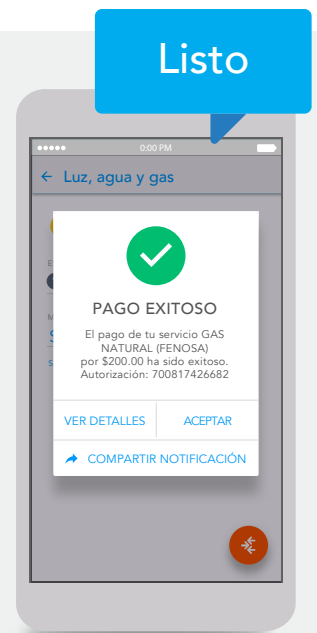 Listo
0:00 PM
Luz, agua y gas
E
M
S
S
PAGO EXITOSO
El pago de tu servicio GAS
NATURAL (FENOSA)
por $200.00 ha sido exitoso.
Autorización: 700817426682
VER DETALLES
ACEPTAR
COMPARTIR NOTIFICACIÓN